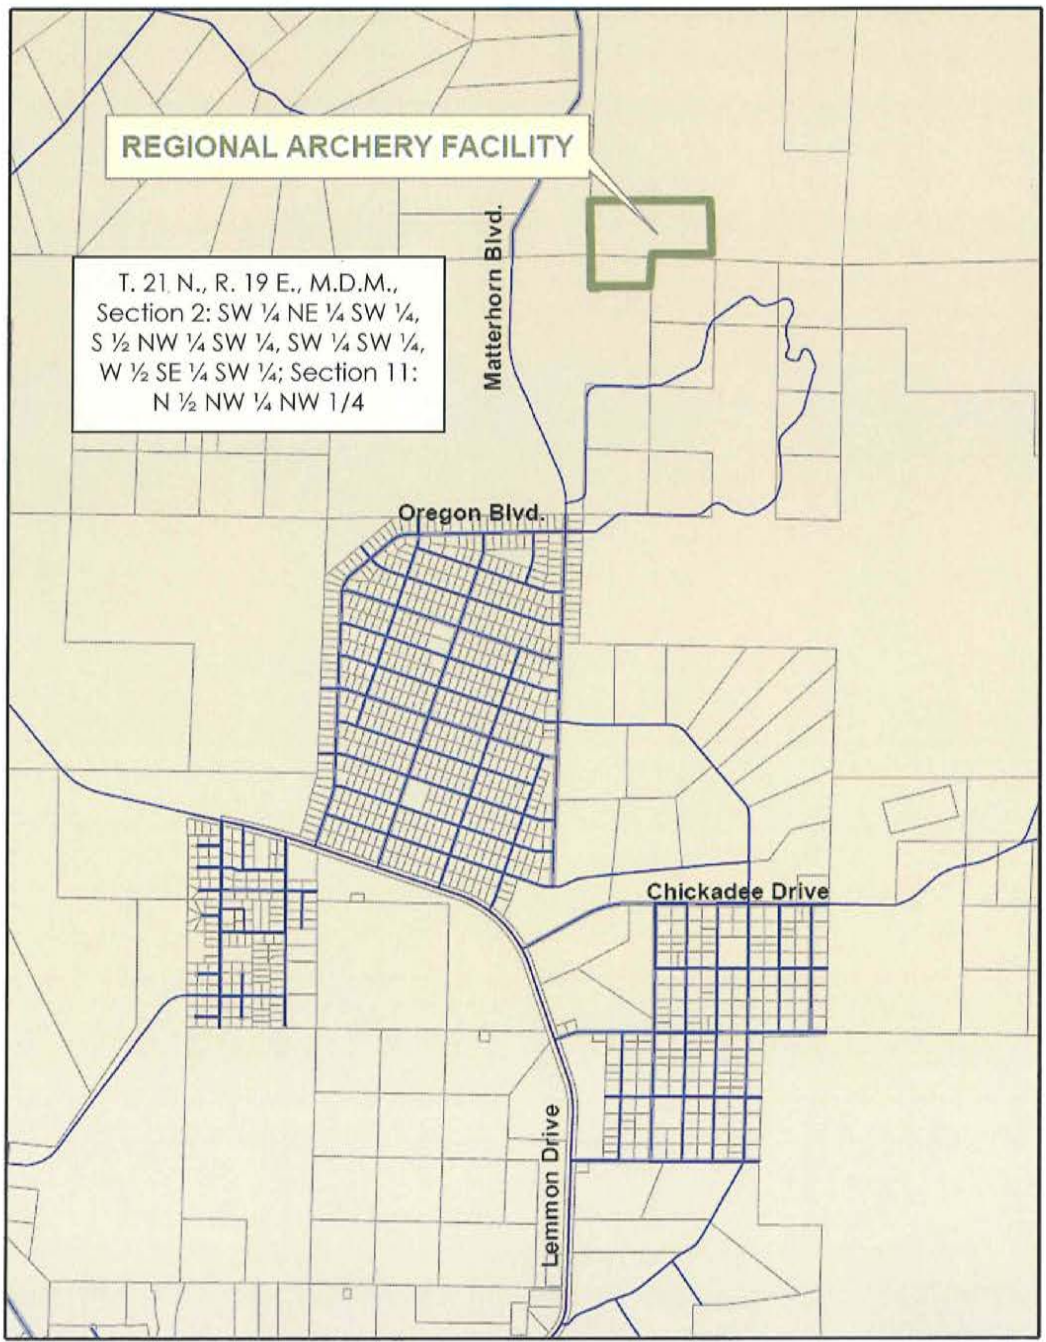 REGIONAL ARCHERY FACILITY
Matterhorn Blvd.
T. 21 N., R. 19 E., M.D.M.,
Section 2: SW ¼ NE ¼ SW ¼,
S ½ NW ¼ SW ¼, SW ¼ SW ¼,
W ½ SE ¼ SW ¼; Section 11:
N ½ NW ¼ NW 1/4
Oregon Blvd.
Chickadee Drive
Lemmon Drive